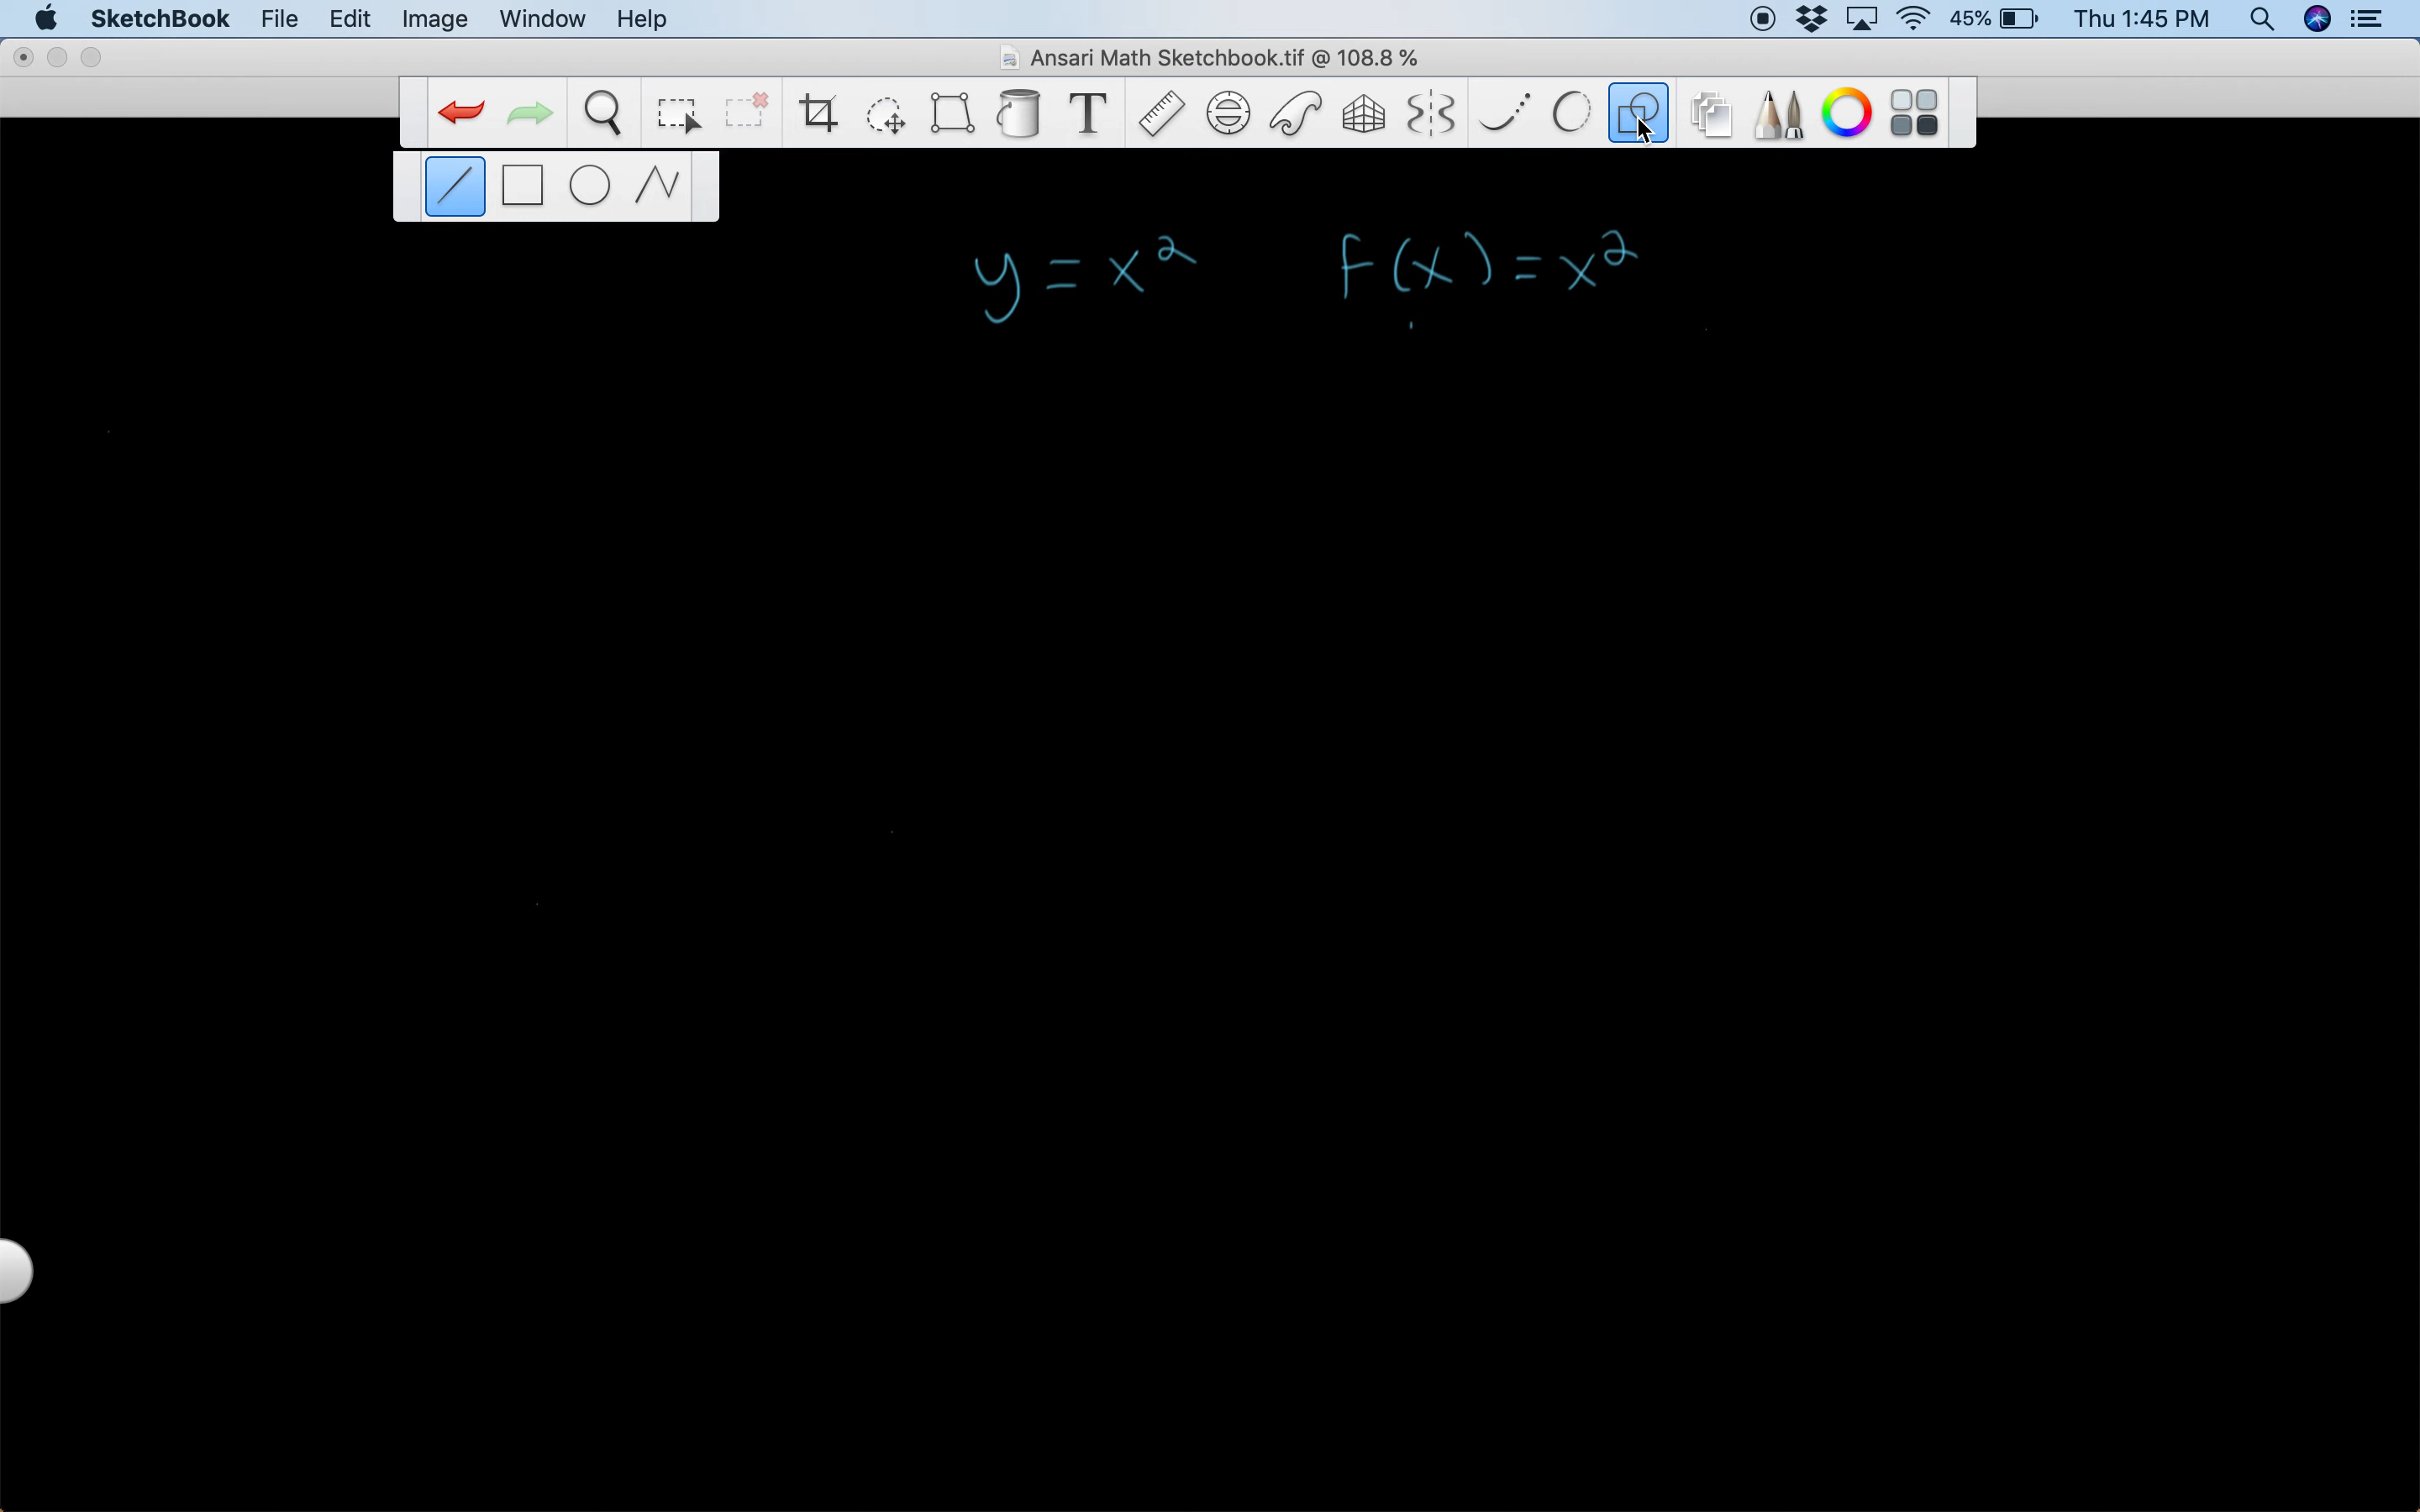 SketchBook File Edit Image Window Help 45% Thu 1:45 PM
Ansari Math Sketchbook.tif @ 108.8 %
T
y = x² F(x) = x²